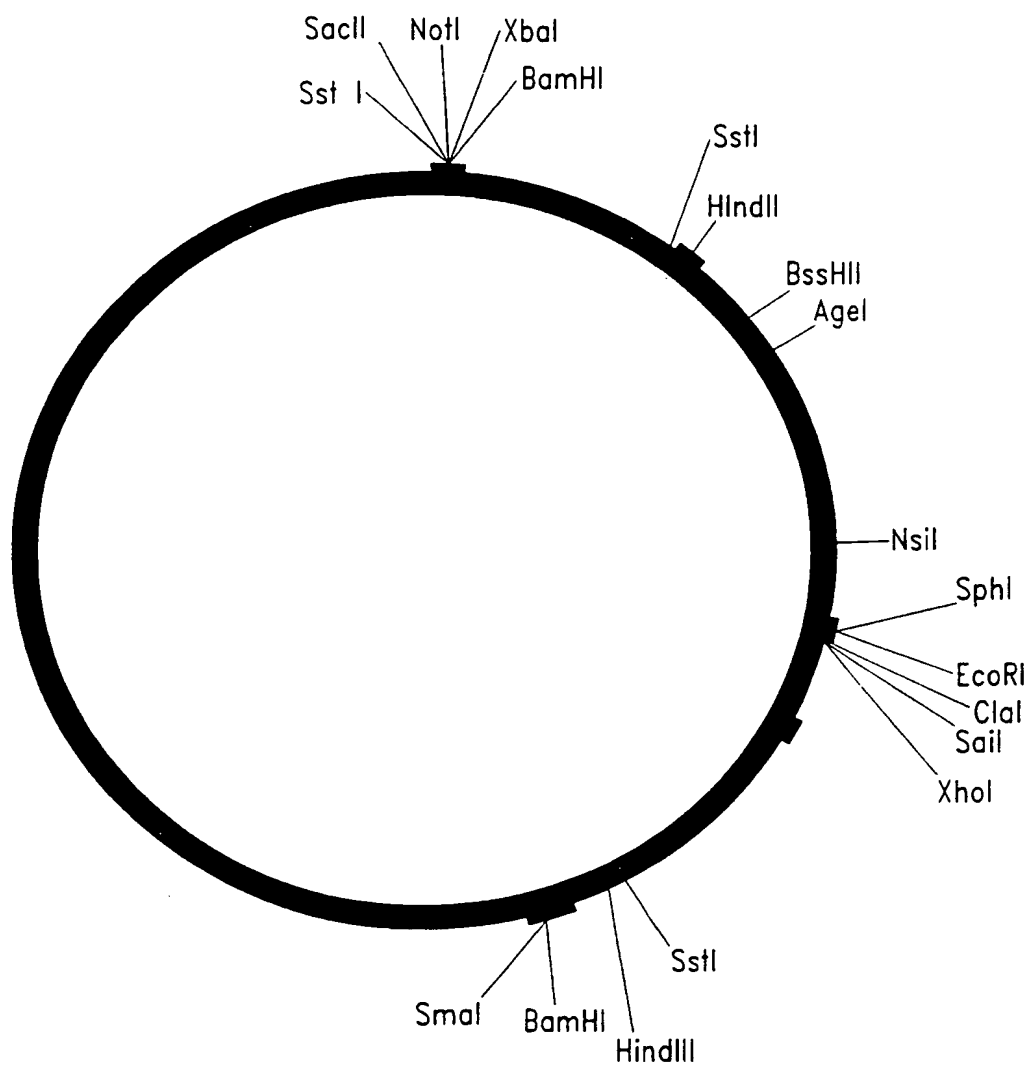 SacII
NotI
XbaI
Sst I
BamHI
SstI
HIndII
BssHII
AgeI
NsiI
SphI
EcoRI
ClaI
SaiI
XhoI
SstI
SmaI
BamHI
HindIII